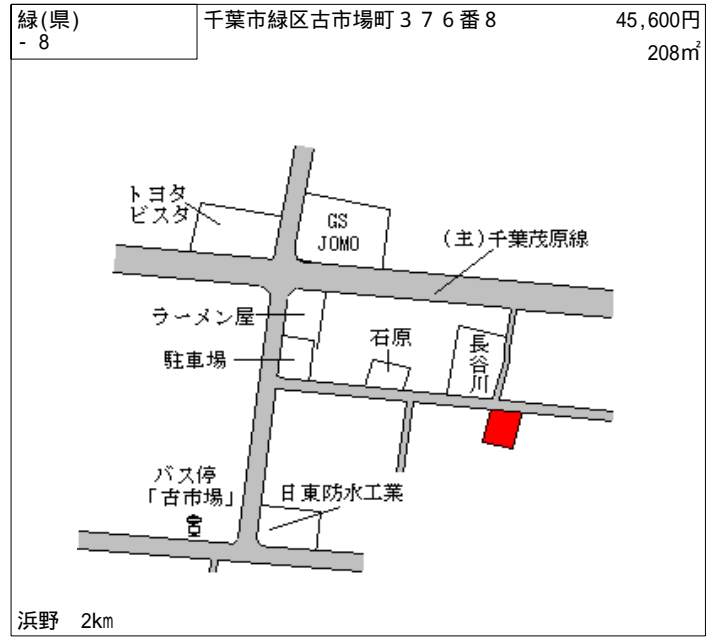 緑(県)
- 8
千葉市緑区古市場町３７６番8
45,600円
208㎡
トヨタ
ビスタ
GS
JOMO
(主)千葉茂原線
ラーメン屋
駐車場
石原
長谷川
バス停
「古市場」
日東防水工業
浜野 2km